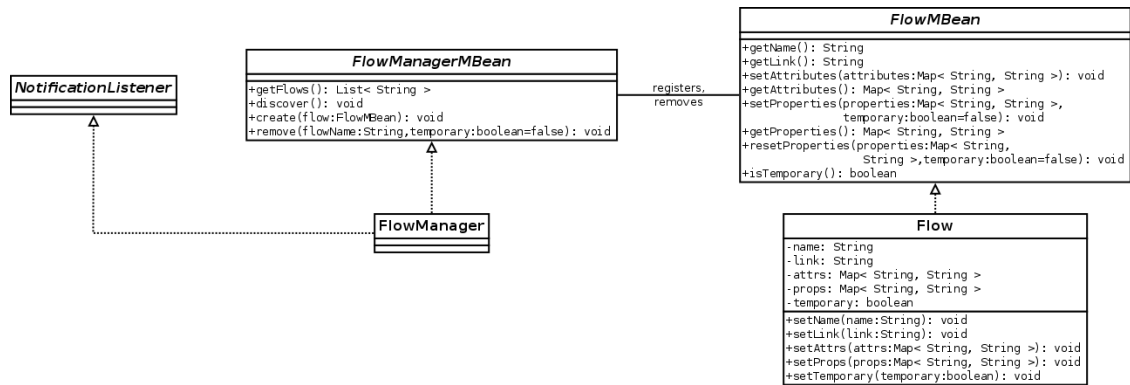 NotificationListener
FlowManagerMBean
+getFlows(): List< String >
+discover(): void
+create(flow:FlowMBean): void
+remove(flowName:String,temporary:boolean=false): void
FlowManager
registers,
removes
FlowMBean
+getName(): String
+getLink(): String
+setAttributes(attributes:Map< String, String >): void
+getAttributes(): Map< String, String >
+setProperties(properties:Map< String, String >,
temporary:boolean=false): void
+getProperties(): Map< String, String >
+resetProperties(properties:Map< String,
String >,temporary:boolean=false): void
+isTemporary(): boolean
Flow
-name: String
-link: String
-attrs: Map< String, String >
-props: Map< String, String >
-temporary: boolean
+setName(name:String): void
+setLink(link:String): void
+setAttrs(attrs:Map< String, String >): void
+setProps(props:Map< String, String >): void
+setTemporary(temporary:boolean): void